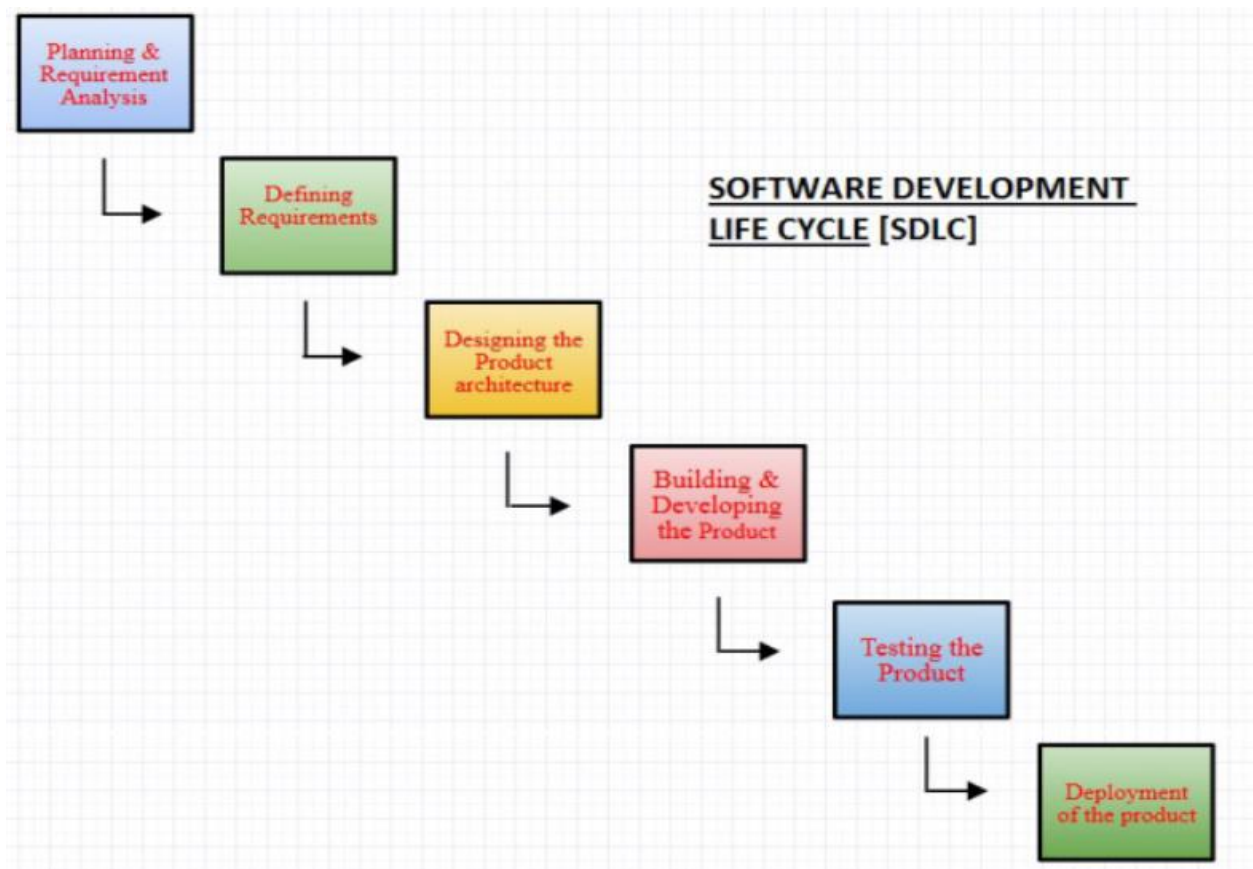 Planning &
Requirement
Analysis
Defining
Requirements
SOFTWARE DEVELOPMENT
LIFE CYCLE [SDLC]
Designing the
Product
architecture
Building &
Developing
the Product
Testing the
Product
Deployment
of the product